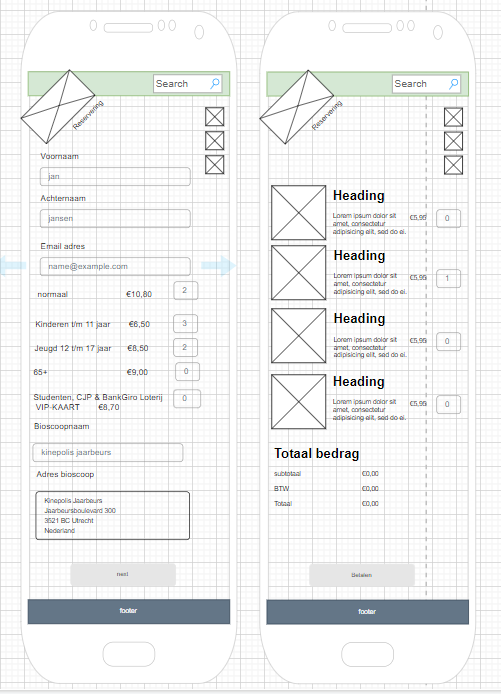 Search
Reservering
Voornaam
jan
Achternaam
jansen
Email adres
name@example.com
normaal €10,80 2
Kinderen t/m 11 jaar €6,50 3
Jeugd 12 t/m 17 jaar €8,50 2
65+ €9,00 0
Studenten, CJP & BankGiro Loterij 0
VIP-KAART €8,70
Bioscoopnaam
kinepolis jaarbeurs
Adres bioscoop
Kinepolis Jaarbeurs
Jaarbeursboulevard 300
3521 BC Utrecht
Nederland
next
footer
Search
Reservering
Heading
Lorem ipsum dolor sit €5,95 0
amet, consectetur
adipisicing elit, sed do ei.
Heading
Lorem ipsum dolor sit €5,95 1
amet, consectetur
adipisicing elit, sed do ei.
Heading
Lorem ipsum dolor sit €5,95 0
amet, consectetur
adipisicing elit, sed do ei.
Heading
Lorem ipsum dolor sit €5,95 0
amet, consectetur
adipisicing elit, sed do ei.
Totaal bedrag
subtotaal €0,00
BTW €0,00
Totaal €0,00
Betalen
footer